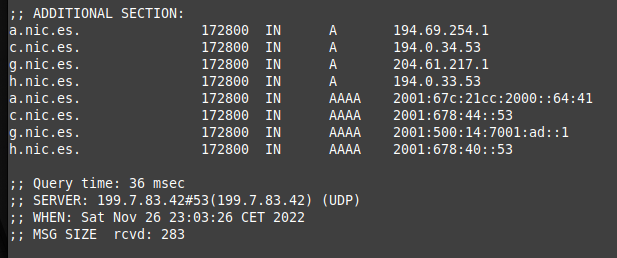 ;; ADDITIONAL SECTION:
a.nic.es. 172800 IN A 194.69.254.1
c.nic.es. 172800 IN A 194.0.34.53
g.nic.es. 172800 IN A 204.61.217.1
h.nic.es. 172800 IN A 194.0.33.53
a.nic.es. 172800 IN AAAA 2001:67c:21cc:2000::64:41
c.nic.es. 172800 IN AAAA 2001:678:44::53
g.nic.es. 172800 IN AAAA 2001:500:14:7001:ad::1
h.nic.es. 172800 IN AAAA 2001:678:40::53
;; Query time: 36 msec
;; SERVER: 199.7.83.42#53(199.7.83.42) (UDP)
;; WHEN: Sat Nov 26 23:03:26 CET 2022
;; MSG SIZE rcvd: 283